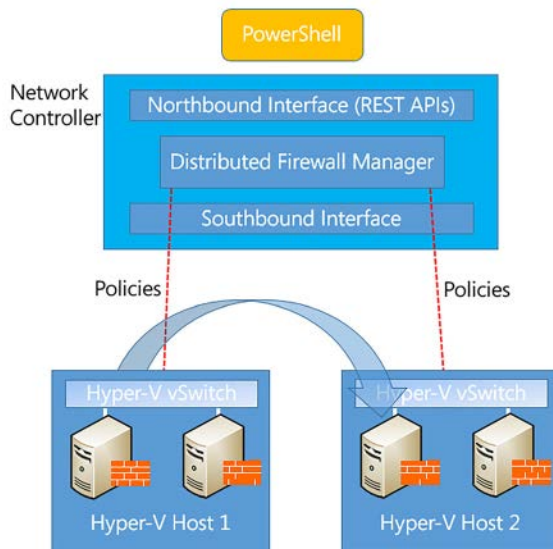 PowerShell
Network
Controller
Northbound Interface (REST APIs)
Distributed Firewall Manager
Southbound Interface
Policies
Policies
Hyper-V vSwitch
Hyper-V vSwitch
Hyper-V Host 1
Hyper-V Host 2